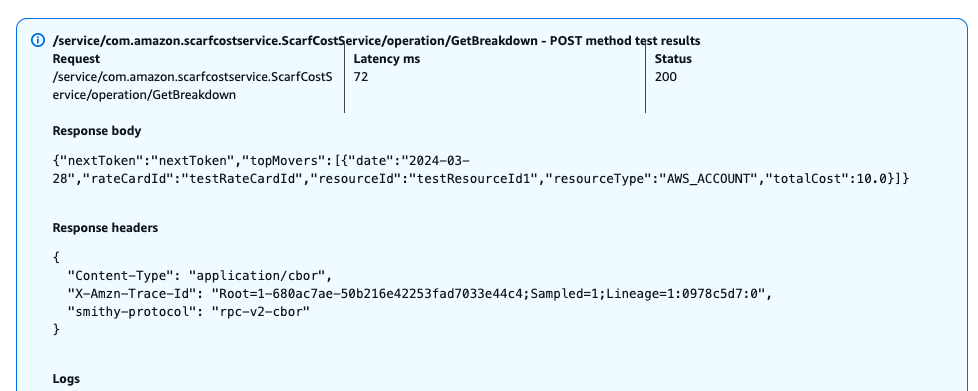 /service/com.amazon.scarfcostservice.ScarfCostService/operation/GetBreakdown - POST method test results
Request
/service/com.amazon.scarfcostservice.ScarfCostS
ervice/operation/GetBreakdown
Latency ms
72
Status
200
Response body
{"nextToken":"nextToken","topMovers":[{"date":"2024-03-
28","rateCardId":"testRateCardId","resourceId":"testResourceId1","resourceType":"AWS_ACCOUNT","totalCost":10.0}]}
Response headers
{
  "Content-Type": "application/cbor",
  "X-Amzn-Trace-Id": "Root=1-680ac7ae-50b216e42253fad7033e44c4;Sampled=1;Lineage=1:0978c5d7:0",
  "smithy-protocol": "rpc-v2-cbor"
}
Logs